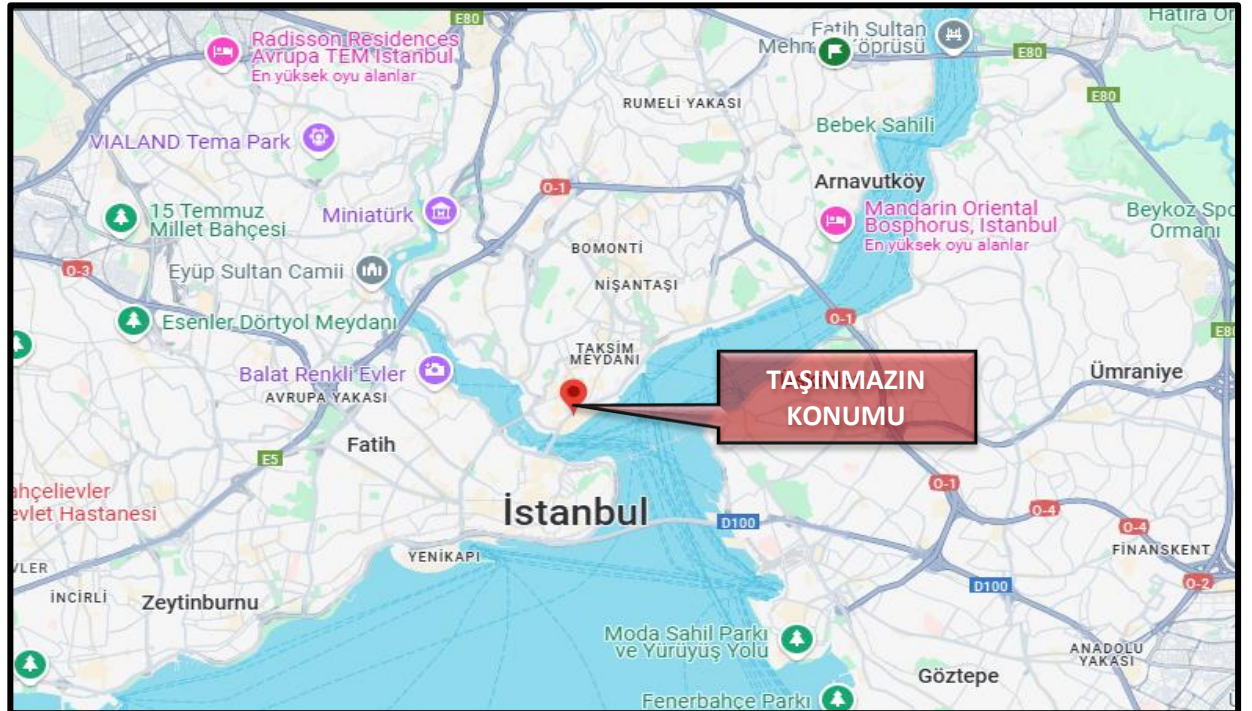 E80
Hatira Or
Fatih Sultan
Radisson Residences
Avrupa TEM Istanbul
En yüksek oyu alanlar
E80
RUMELİ YAKASI
E80
VIALAND Tema Park
Bebek Sahili
Arnavutköy
O-1
15 Temmuz
Millet Bahçesi
Miniatürk
Mandarin Oriental
Bosphorus, Istanbul
En yüksek oyu alanlar
Beykoz Spo
Ormanı
BOMONTİ
O-3
Eyüp Sultan Camii
NİŞANTAŞI
Esenler Dörtyol Meydanı
O-1
E80
TAKSİM
MEYDANI
Balat Renkli Evler
AVRUPA YAKASI
TAŞINMAZIN
KONUMU
Ümraniye
Fatih
E5
ahçelievler
evlet Hastanesi
O-1
İstanbul
D100
O-4
O-4
YENİKAPI
FİNANSKENT
VLER
O-2
İNCİRLİ
Zeytinburnu
D100
Moda Sahil Parkı
ve Yürüyüş Yolu
ANADOLU
YAKASI
Göztepe
Fenerbahçe Parkı